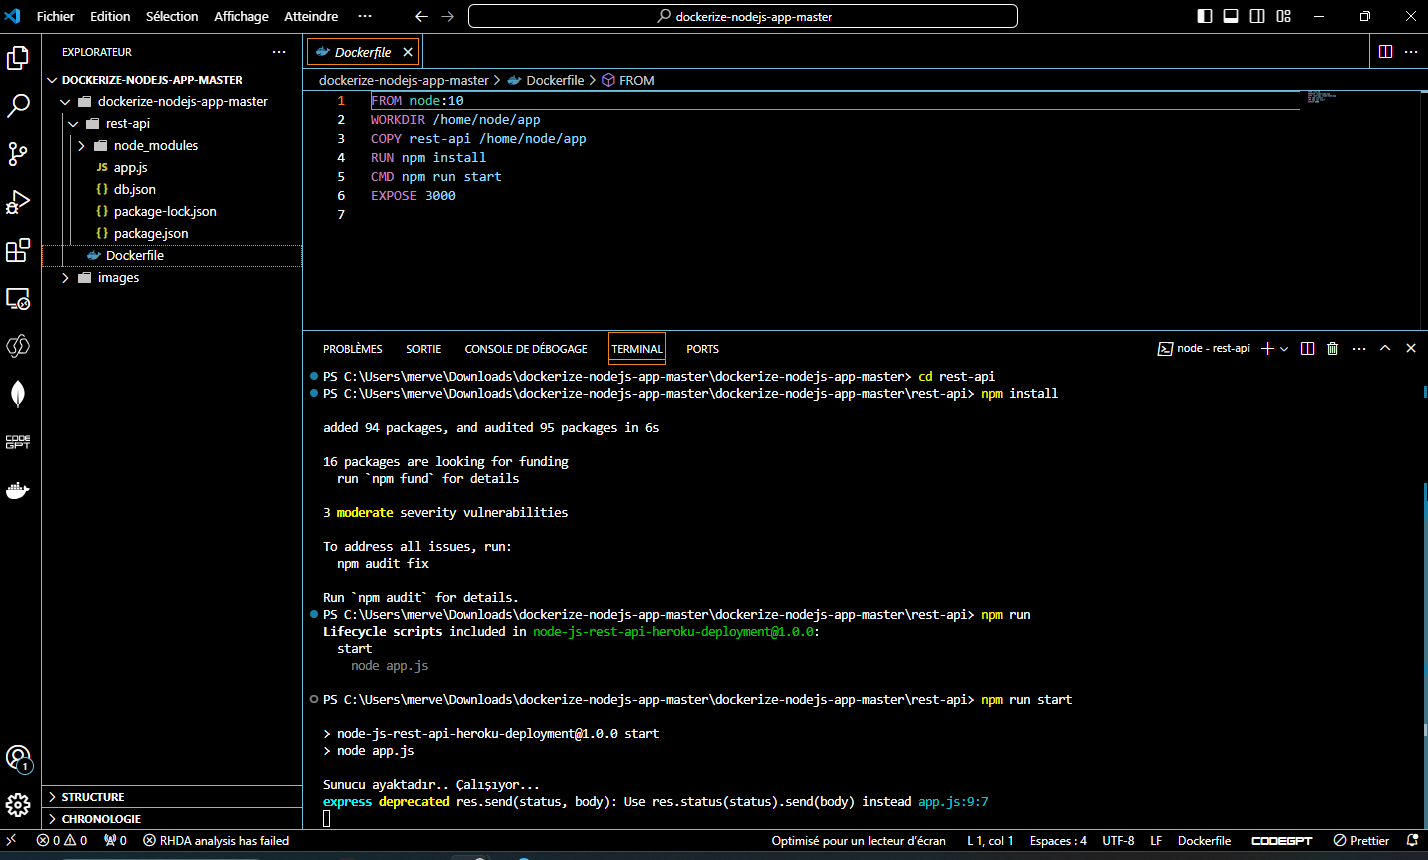 Fichier Edition Sélection Affichage Atteindre ··· dockerize-nodejs-app-master
EXPLORATEUR ···
DOCKERIZE-NODEJS-APP-MASTER
dockerize-nodejs-app-master
rest-api
node_modules
JS app.js
{} db.json
{} package-lock.json
{} package.json
Dockerfile
images
STRUCTURE
CHRONOLOGIE
CODE
GPT
1
Dockerfile
dockerize-nodejs-app-master > Dockerfile > FROM
1 FROM node:10
2 WORKDIR /home/node/app
3 COPY rest-api /home/node/app
4 RUN npm install
5 CMD npm run start
6 EXPOSE 3000
7
PROBLÈMES SORTIE CONSOLE DE DÉBOGAGE TERMINAL PORTS node - rest-api
PS C:\Users\merve\Downloads\dockerize-nodejs-app-master\dockerize-nodejs-app-master> cd rest-api
PS C:\Users\merve\Downloads\dockerize-nodejs-app-master\dockerize-nodejs-app-master\rest-api> npm install
added 94 packages, and audited 95 packages in 6s
16 packages are looking for funding
run `npm fund` for details
3 moderate severity vulnerabilities
To address all issues, run:
npm audit fix
Run `npm audit` for details.
PS C:\Users\merve\Downloads\dockerize-nodejs-app-master\dockerize-nodejs-app-master\rest-api> npm run
Lifecycle scripts included in node-js-rest-api-heroku-deployment@1.0.0:
start
node app.js
PS C:\Users\merve\Downloads\dockerize-nodejs-app-master\dockerize-nodejs-app-master\rest-api> npm run start
> node-js-rest-api-heroku-deployment@1.0.0 start
> node app.js
Sunucu ayaktadır.. Çalışıyor...
express deprecated res.send(status, body): Use res.status(status).send(body) instead app.js:9:7
0 0 0 RHDA analysis has failed Optimisé pour un lecteur d’écran L 1, col 1 Espaces : 4 UTF-8 LF Dockerfile CODEGPT Prettier